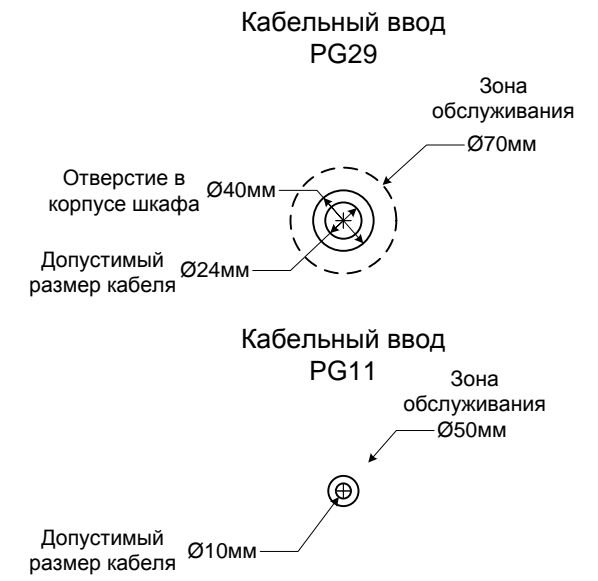 Кабельный ввод
PG29
Зона
обслуживания
Ø70мм
Отверстие в
корпусе шкафа
Ø40мм
Допустимый
размер кабеля
Ø24мм
Кабельный ввод
PG11
Зона
обслуживания
Ø50мм
Допустимый
размер кабеля
Ø10мм